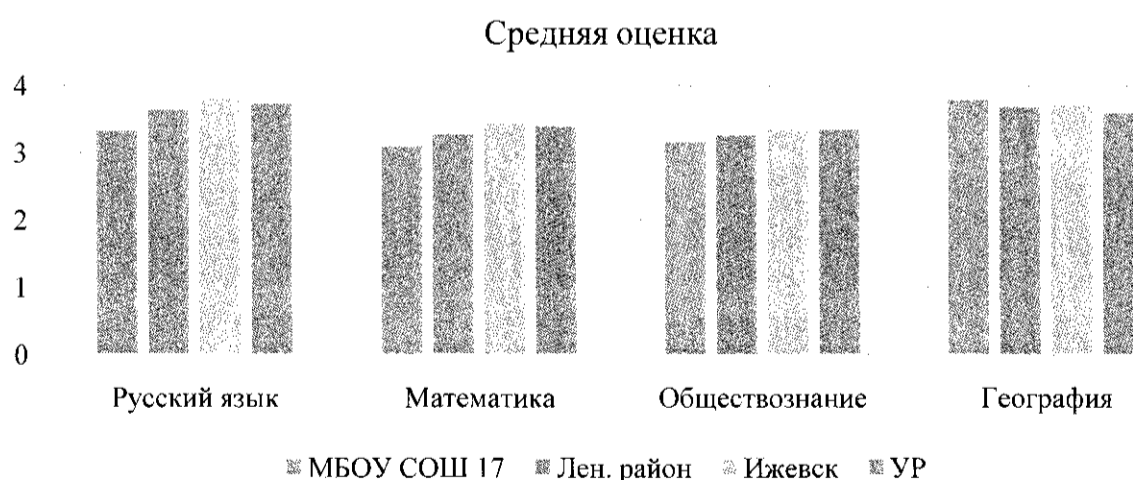 Средняя оценка
4
3
2
1
0
Русский язык Математика Обществознание География
МБОУ СОШ 17 Лен. район Ижевск УР